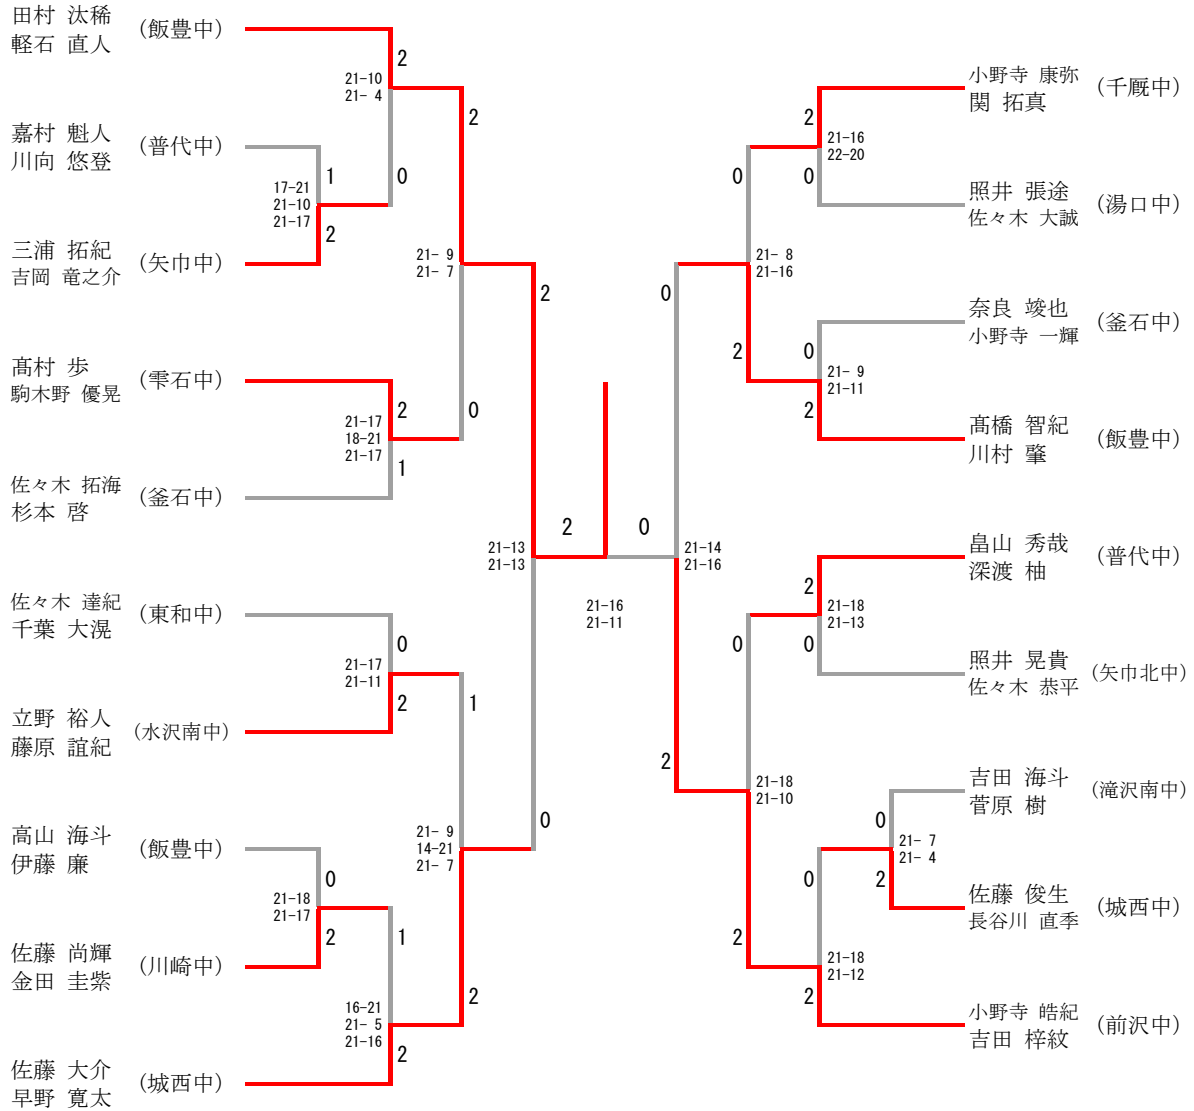 田村 汰稀
軽石 直人
(飯豊中)
2
21-10
21- 4
嘉村 魁人
川向 悠登
(普代中)
1
0
17-21
21-10
21-17
2
三浦 拓紀
吉岡 竜之介
(矢巾中)
2
21- 9
21- 7
髙村 歩
駒木野 優晃
(雫石中)
2
0
21-17
18-21
21-17
1
佐々木 拓海
杉本 啓
(釜石中)
2
21-13
21-13
佐々木 達紀
千葉 大滉
(東和中)
0
21-17
21-11
2
1
立野 裕人
藤原 誼紀
(水沢南中)
0
高山 海斗
伊藤 廉
(飯豊中)
0
21- 9
14-21
21- 7
21-18
21-17
2
1
佐藤 尚輝
金田 圭紫
(川崎中)
2
16-21
21- 5
21-16
2
佐藤 大介
早野 寛太
(城西中)
2
0
21-16
21-11
小野寺 康弥
関 拓真
(千厩中)
2
21-16
22-20
0
0
照井 張途
佐々木 大誠
(湯口中)
21- 8
21-16
0
奈良 竣也
小野寺 一輝
(釜石中)
2
0
21- 9
21-11
2
髙橋 智紀
川村 肇
(飯豊中)
21-14
21-16
畠山 秀哉
深渡 柚
(普代中)
2
21-18
21-13
0
0
照井 晃貴
佐々木 恭平
(矢巾北中)
2
21-18
21-10
吉田 海斗
菅原 樹
(滝沢南中)
0
21- 7
21- 4
0
2
佐藤 俊生
長谷川 直季
(城西中)
2
21-18
21-12
2
小野寺 皓紀
吉田 梓紋
(前沢中)